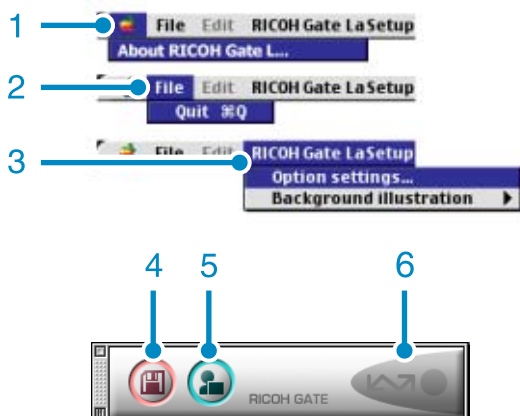 1 File Edit RICOH Gate LaSetup
About RICOH Gate L...
2 File Edit RICOH Gate LaSetup
Quit ⌘Q
3 File Edit RICOH Gate LaSetup
Option settings...
Background illustration
4 5 6
RICOH GATE